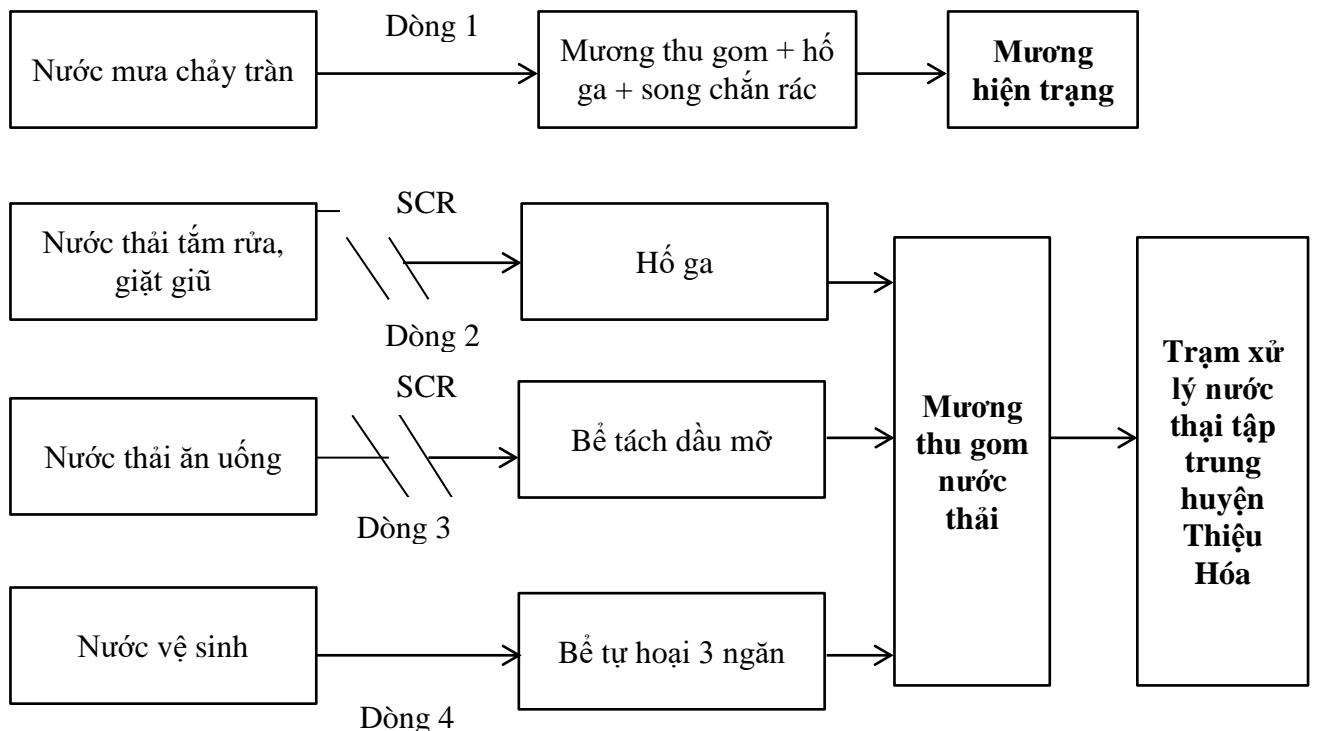 Dòng 1
Nước mưa chảy tràn
Mương thu gom + hố
ga + song chắn rác
Mương
hiện trạng
SCR
Nước thải tắm rửa,
giặt giũ
Hố ga
Dòng 2
SCR
Nước thải ăn uống
Bể tách dầu mỡ
Dòng 3
Nước vệ sinh
Bể tự hoại 3 ngăn
Dòng 4
Mương
thu gom
nước
thải
Trạm xử
lý nước
thại tập
trung
huyện
Thiệu
Hóa